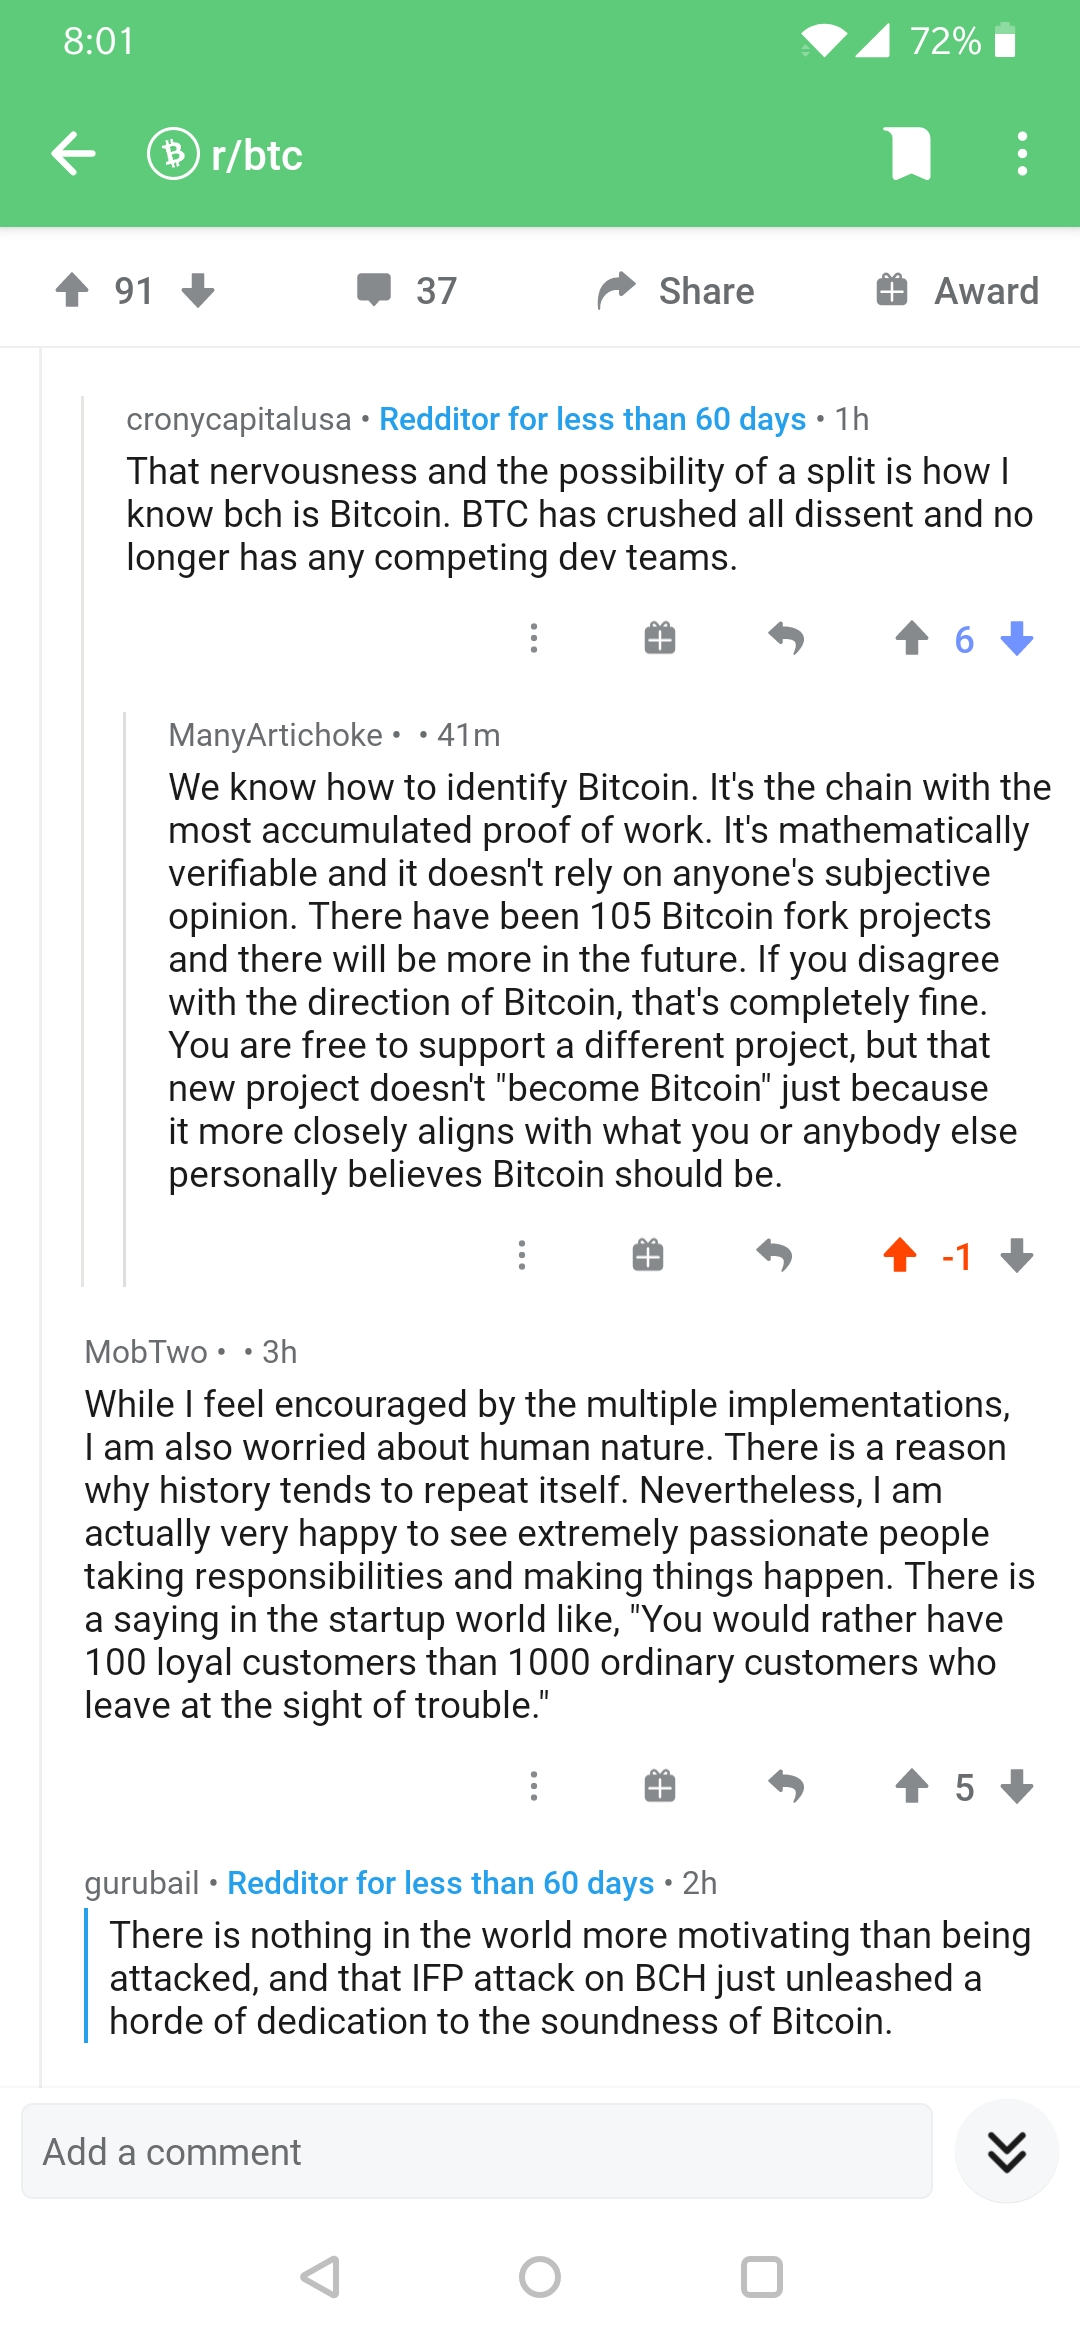 8:01
72%
r/btc
91
37
Share
Award
cronycapitalusa • Redditor for less than 60 days • 1h
That nervousness and the possibility of a split is how I
know bch is Bitcoin. BTC has crushed all dissent and no
longer has any competing dev teams.
6
ManyArtichoke • • 41m
We know how to identify Bitcoin. It's the chain with the
most accumulated proof of work. It's mathematically
verifiable and it doesn't rely on anyone's subjective
opinion. There have been 105 Bitcoin fork projects
and there will be more in the future. If you disagree
with the direction of Bitcoin, that's completely fine.
You are free to support a different project, but that
new project doesn't "become Bitcoin" just because
it more closely aligns with what you or anybody else
personally believes Bitcoin should be.
-1
MobTwo • • 3h
While I feel encouraged by the multiple implementations,
I am also worried about human nature. There is a reason
why history tends to repeat itself. Nevertheless, I am
actually very happy to see extremely passionate people
taking responsibilities and making things happen. There is
a saying in the startup world like, "You would rather have
100 loyal customers than 1000 ordinary customers who
leave at the sight of trouble."
5
gurubail • Redditor for less than 60 days • 2h
There is nothing in the world more motivating than being
attacked, and that IFP attack on BCH just unleashed a
horde of dedication to the soundness of Bitcoin.
Add a comment